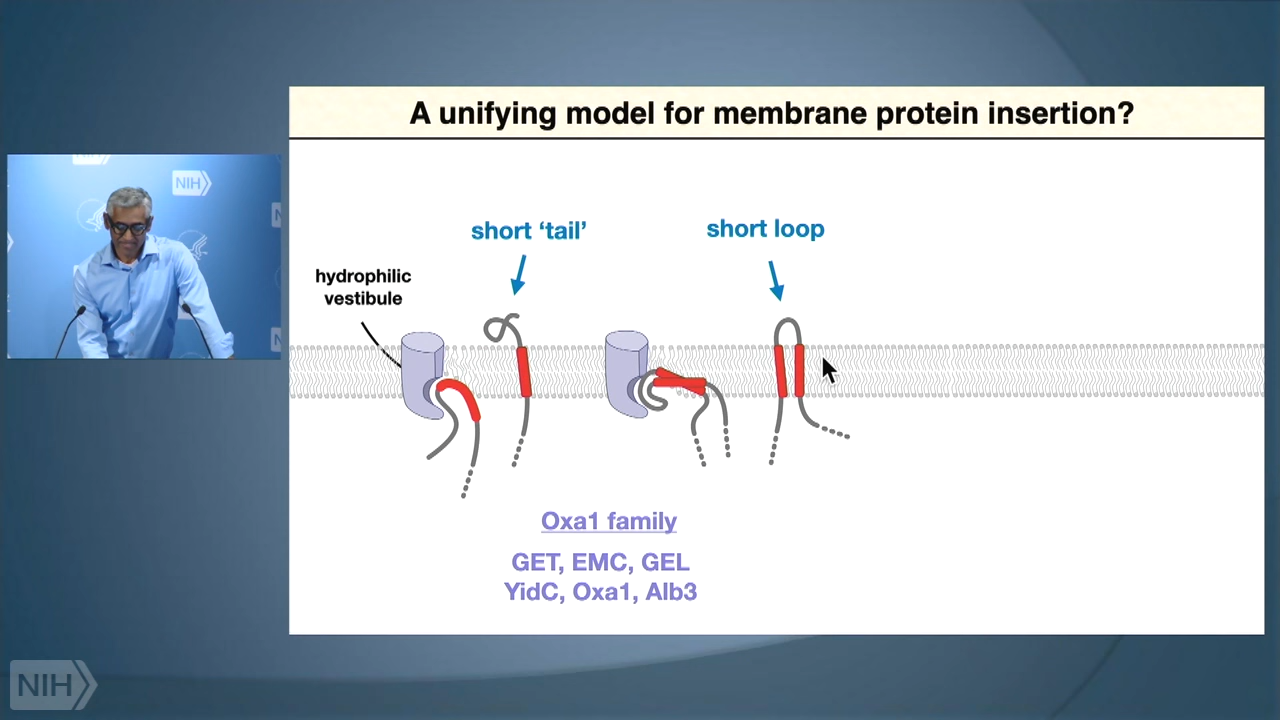 A unifying model for membrane protein insertion?
short ‘tail’
short loop
hydrophilic
vestibule
Oxa1 family
GET, EMC, GEL
YidC, Oxa1, Alb3
NIH
NIH